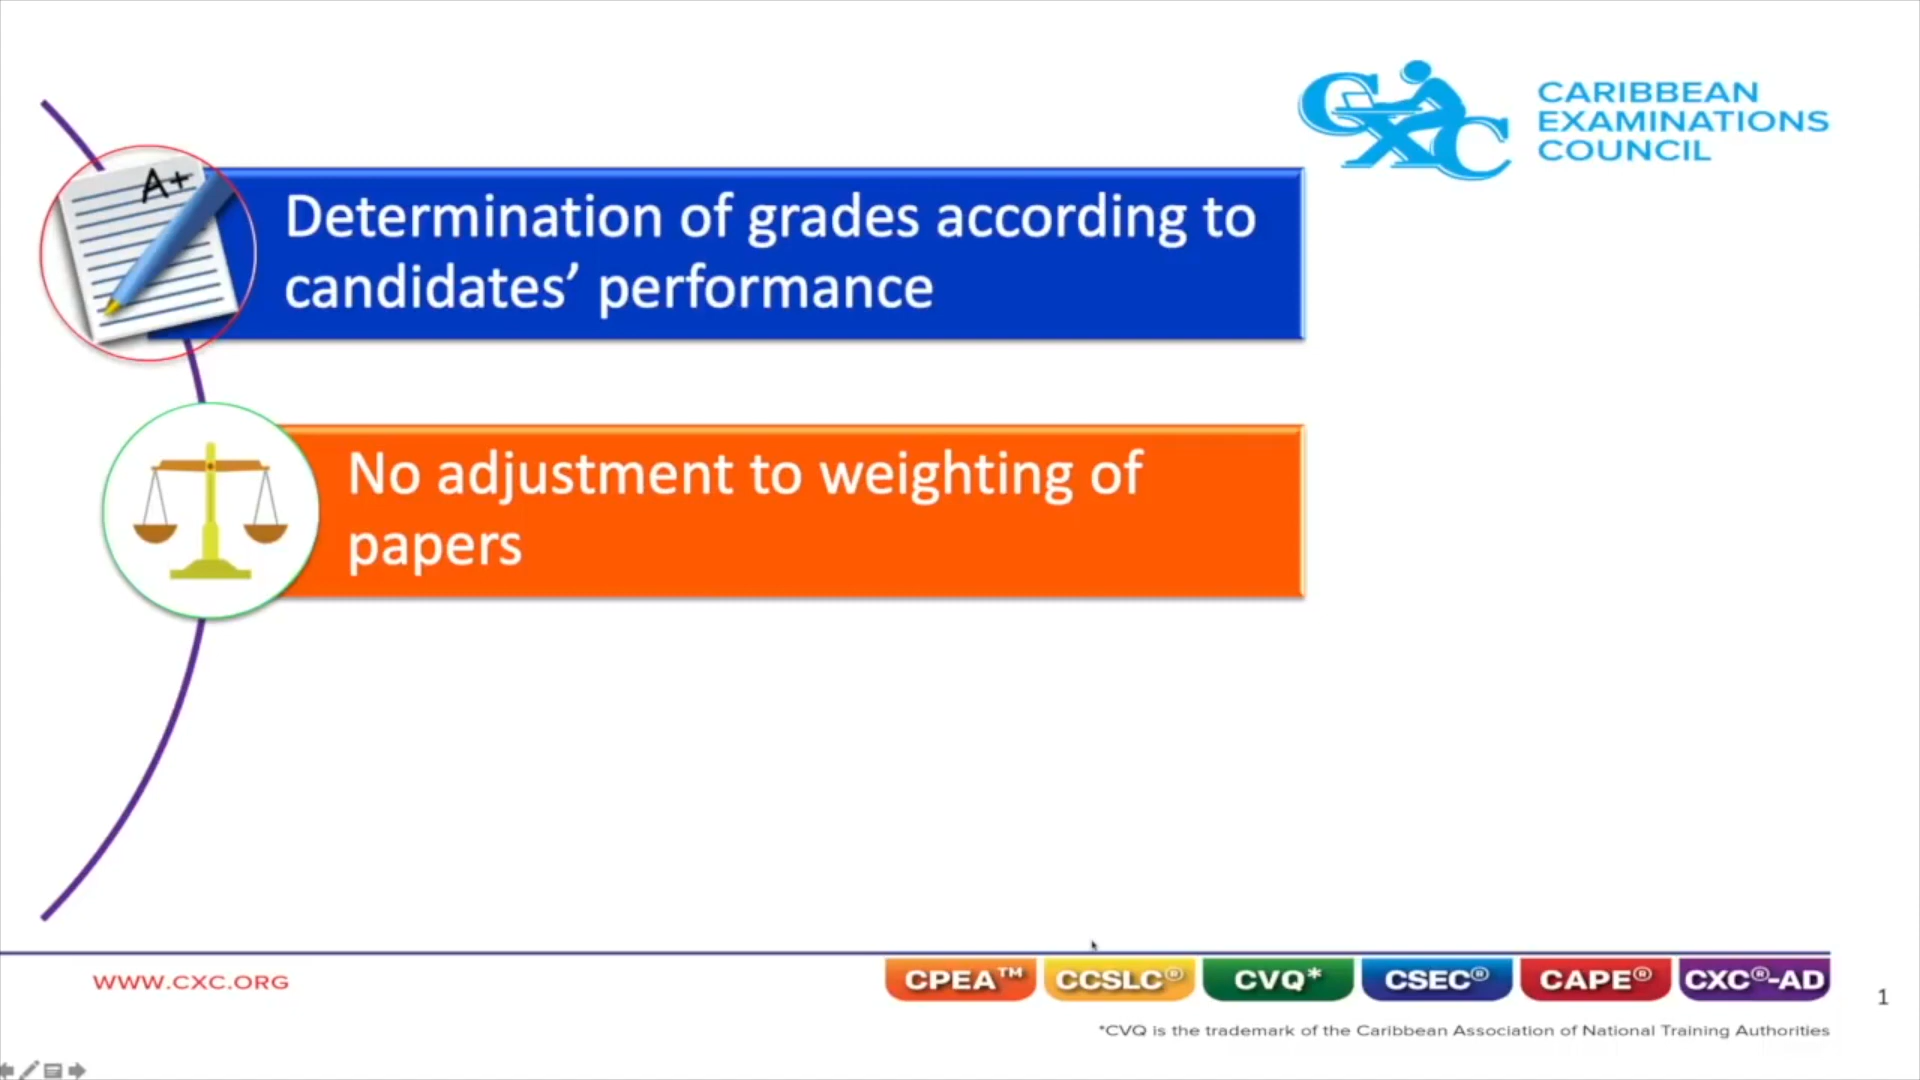 CXC
CARIBBEAN
EXAMINATIONS
COUNCIL
A+
Determination of grades according to
candidates’ performance
No adjustment to weighting of
papers
WWW.CXC.ORG
CPEA™ CCSLC® CVQ* CSEC® CAPE® CXC®-AD
1
*CVQ is the trademark of the Caribbean Association of National Training Authorities